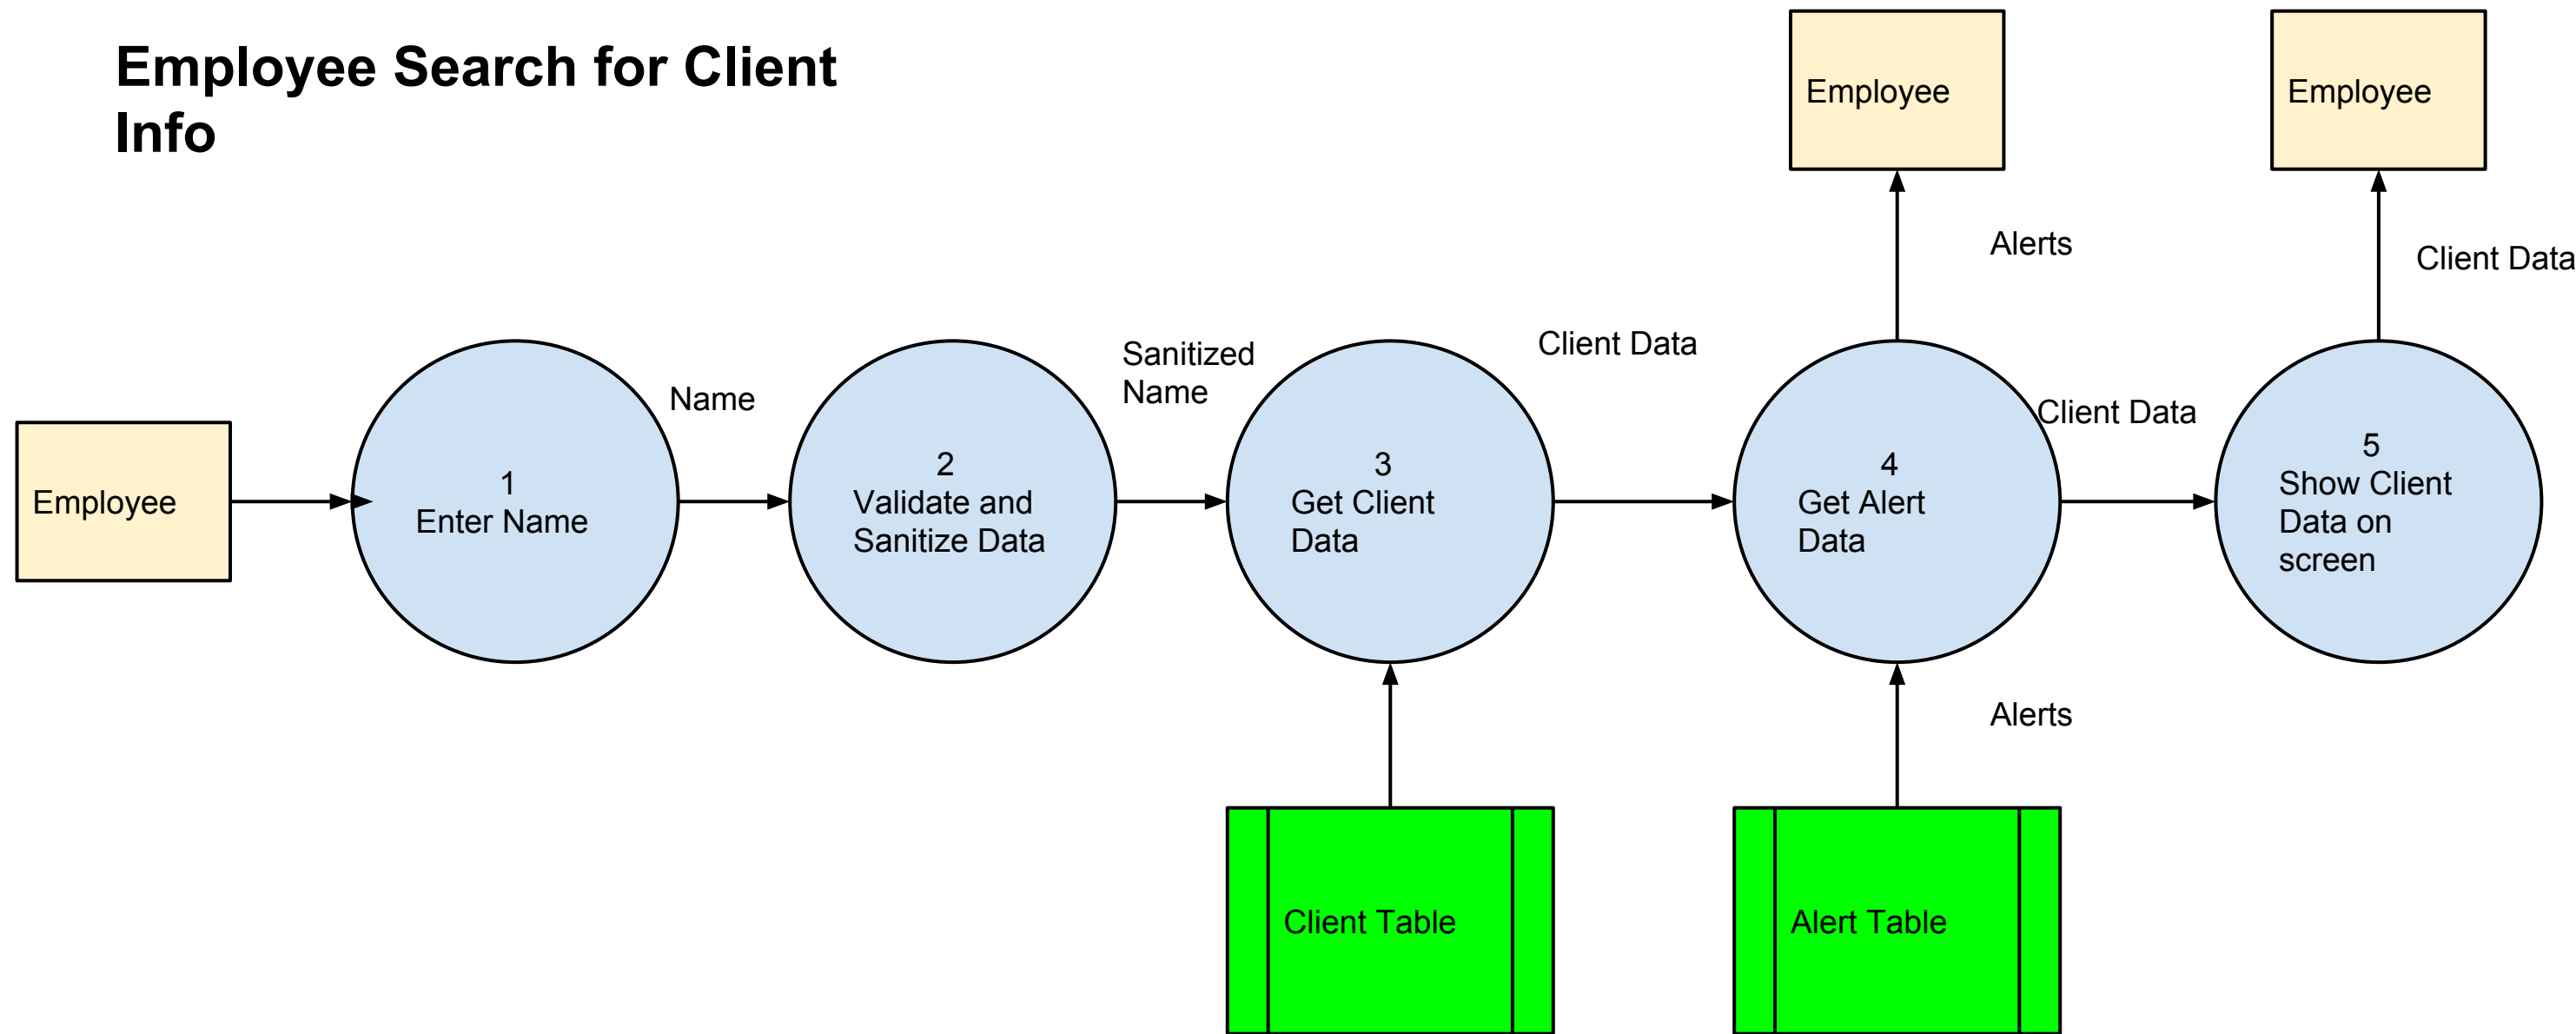 Employee Search for Client
Info
Employee
Employee
Alerts
Client Data
Employee
1
Enter Name
Name
2
Validate and
Sanitize Data
Sanitized
Name
3
Get Client
Data
Client Data
4
Get Alert
Data
Client Data
5
Show Client
Data on
screen
Alerts
Client Table
Alert Table